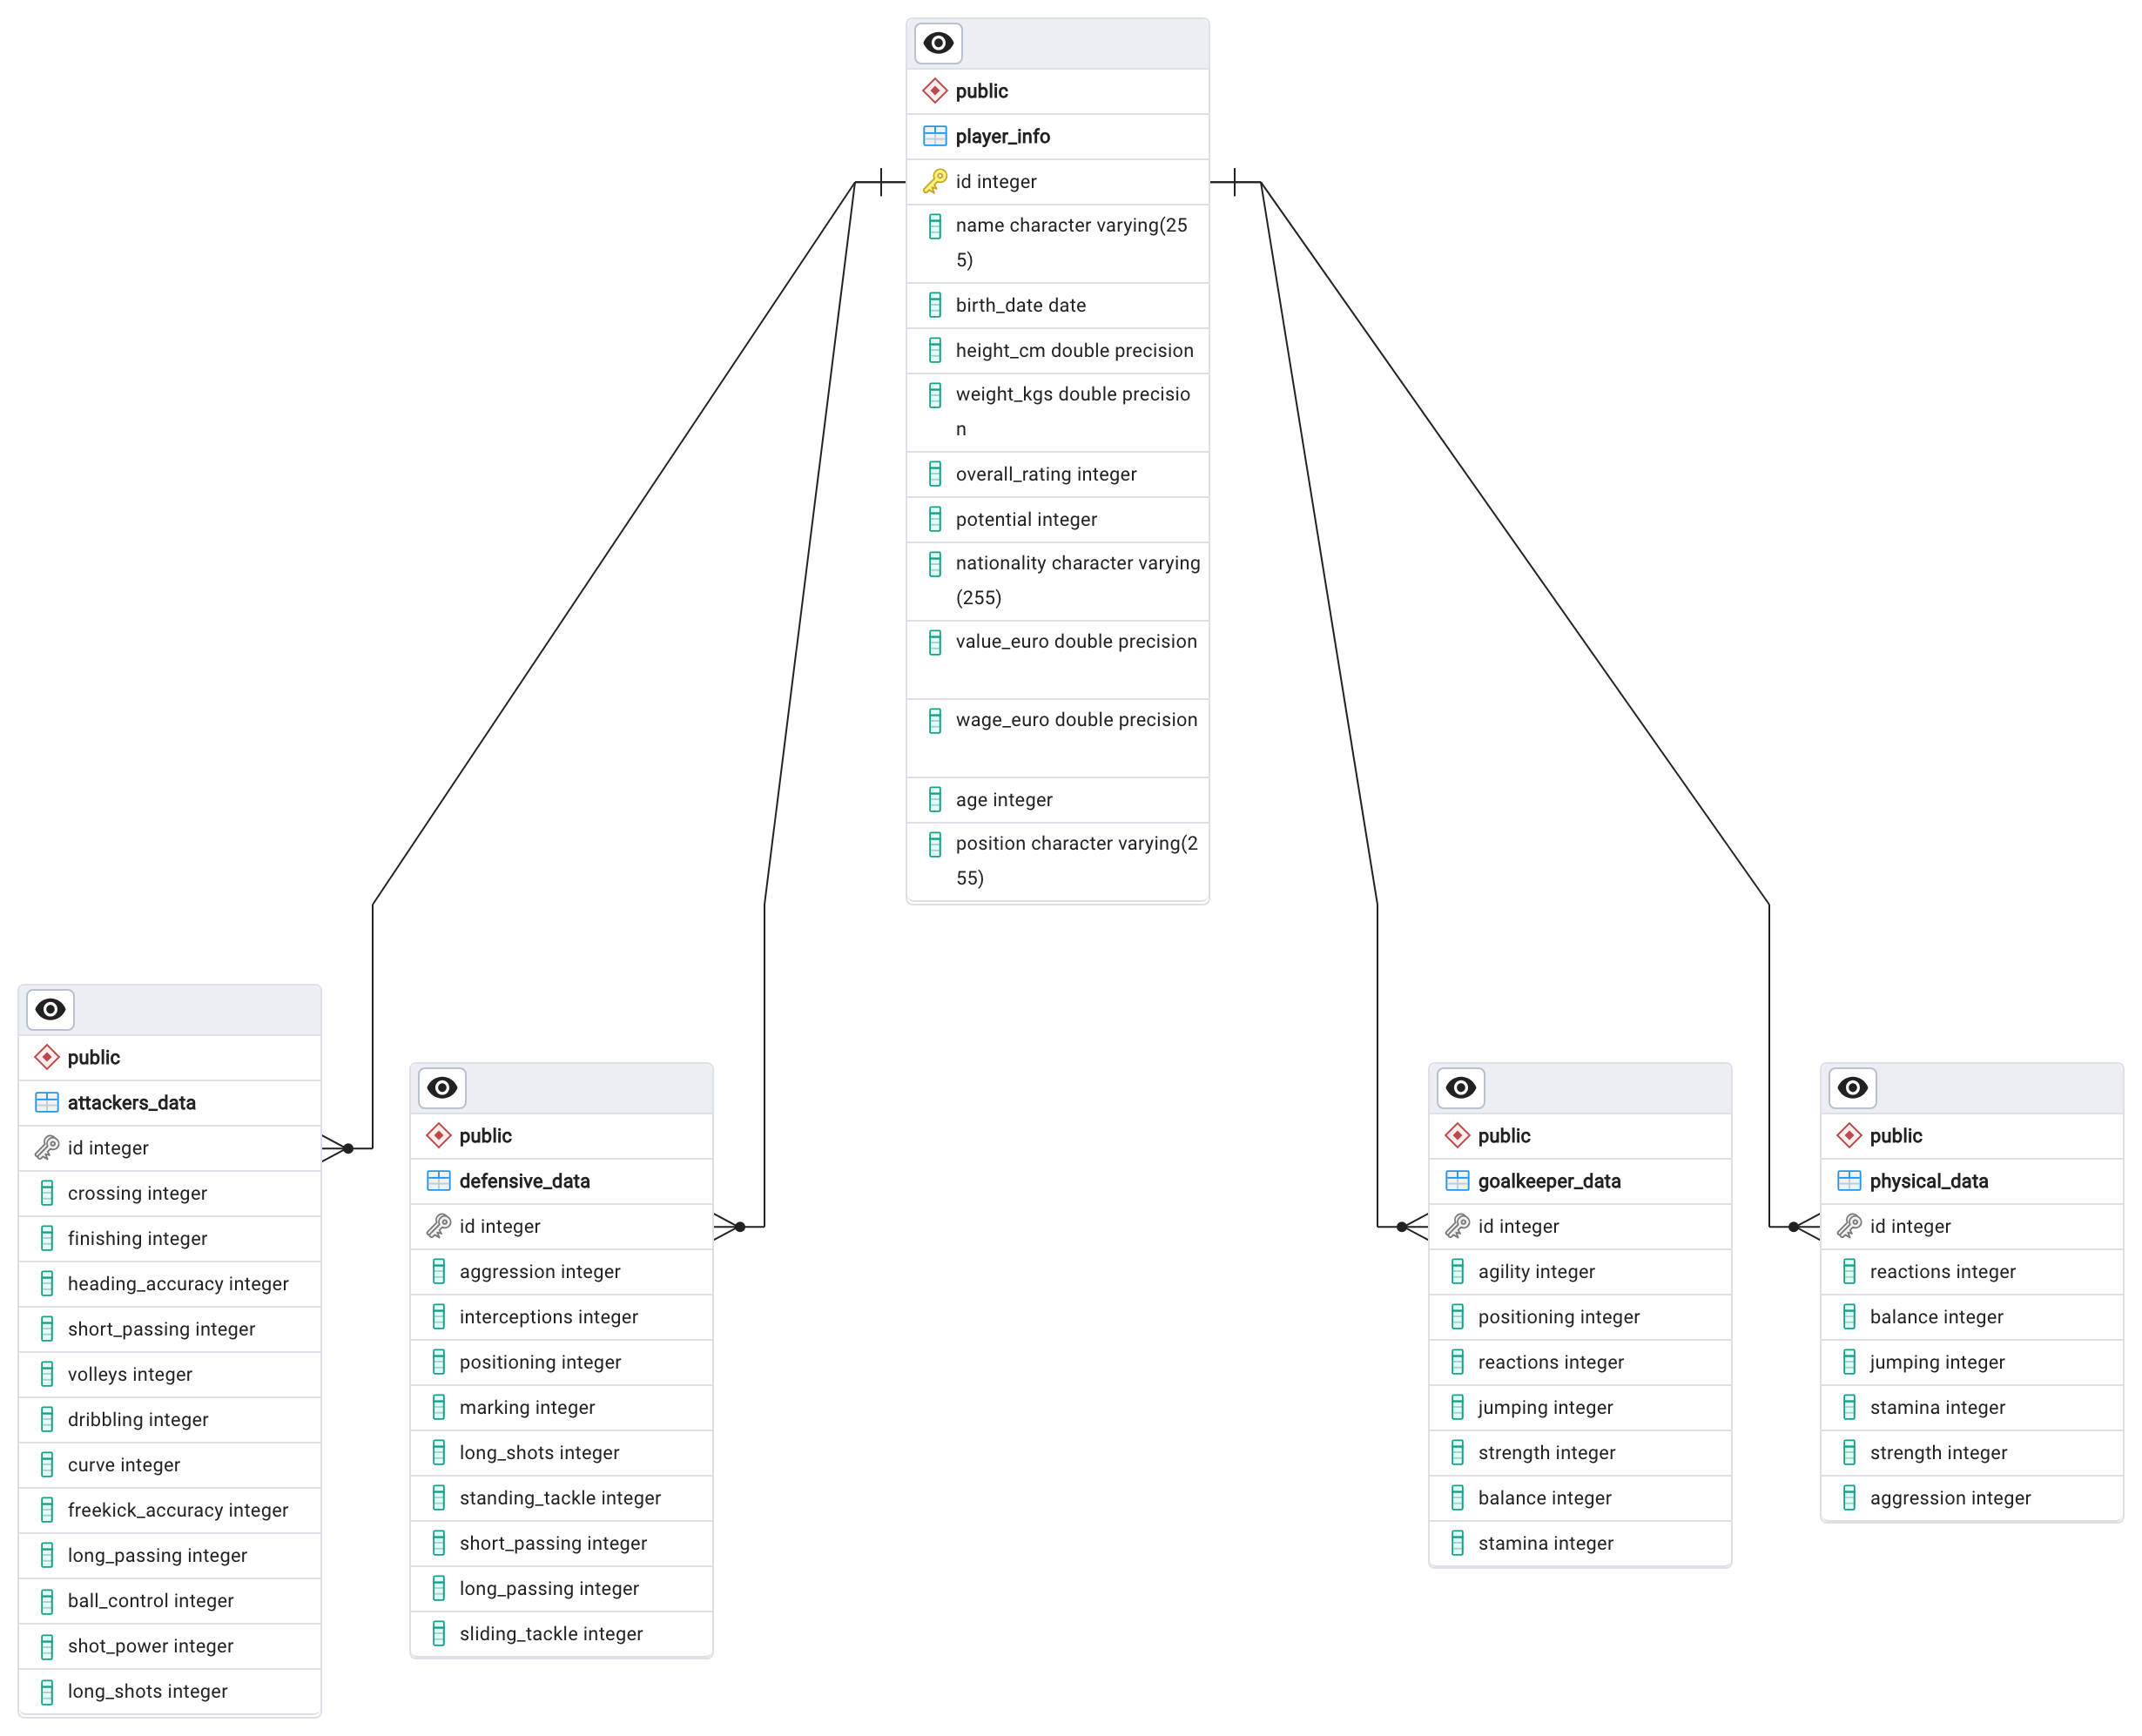 public
player_info
id integer
name character varying(25
5)
birth_date date
height_cm double precision
weight_kgs double precisio
n
overall_rating integer
potential integer
nationality character varying
(255)
value_euro double precision
wage_euro double precision
age integer
position character varying(2
55)
public
attackers_data
id integer
crossing integer
finishing integer
heading_accuracy integer
short_passing integer
volleys integer
dribbling integer
curve integer
freekick_accuracy integer
long_passing integer
ball_control integer
shot_power integer
long_shots integer
public
defensive_data
id integer
aggression integer
interceptions integer
positioning integer
marking integer
long_shots integer
standing_tackle integer
short_passing integer
long_passing integer
sliding_tackle integer
public
goalkeeper_data
id integer
agility integer
positioning integer
reactions integer
jumping integer
strength integer
balance integer
stamina integer
public
physical_data
id integer
reactions integer
balance integer
jumping integer
stamina integer
strength integer
aggression integer